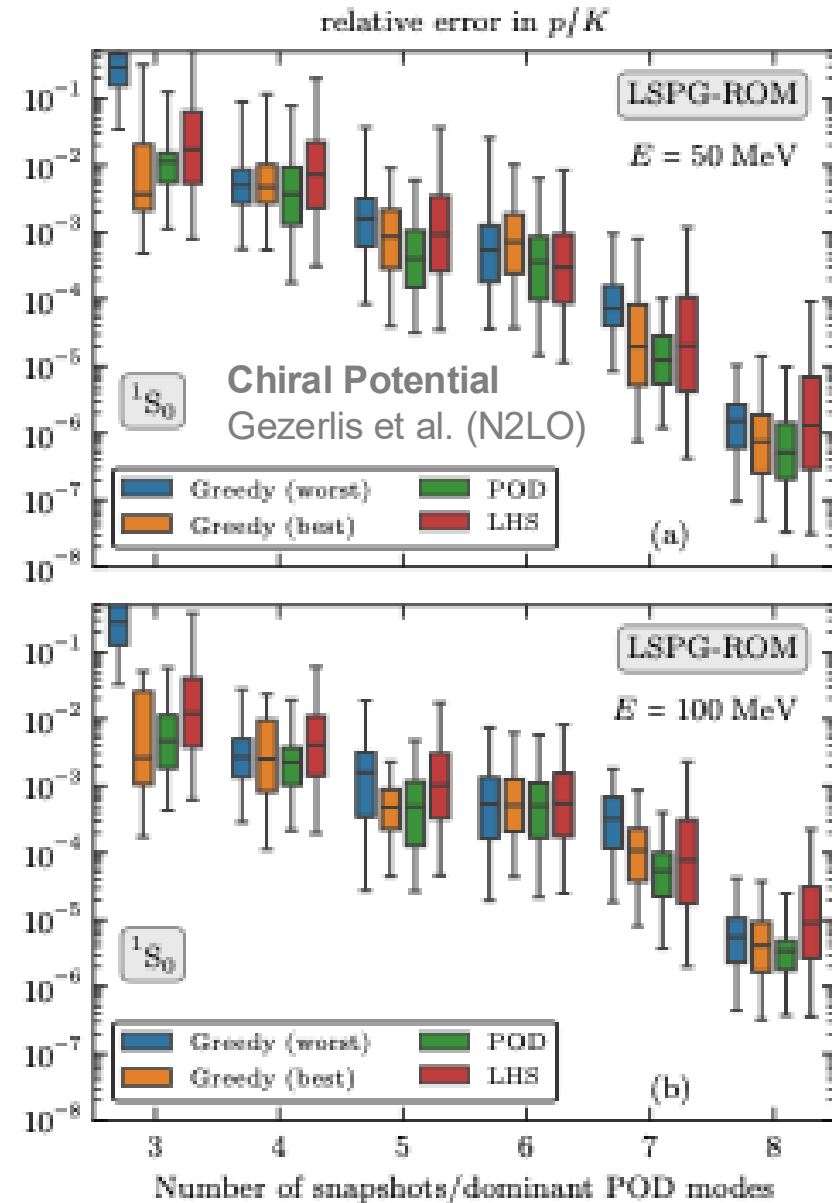 relative error in p/K
10⁻¹
10⁻²
10⁻³
10⁻⁴
10⁻⁵
10⁻⁶
10⁻⁷
10⁻⁸
LSPG-ROM
E = 50 MeV
¹S₀
Chiral Potential
Gezerlis et al. (N2LO)
Greedy (worst)
Greedy (best)
POD
LHS
(a)
10⁻¹
10⁻²
10⁻³
10⁻⁴
10⁻⁵
10⁻⁶
10⁻⁷
10⁻⁸
LSPG-ROM
E = 100 MeV
¹S₀
Greedy (worst)
Greedy (best)
POD
LHS
(b)
3 4 5 6 7 8
Number of snapshots/dominant POD modes